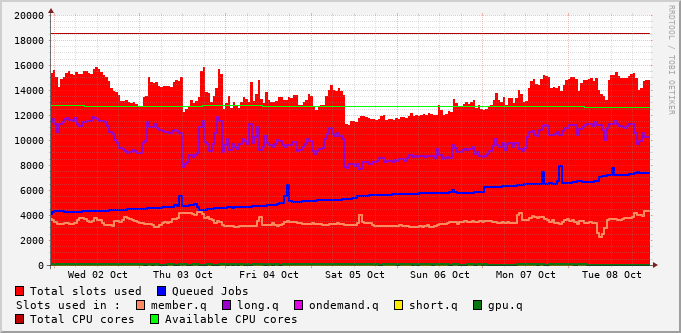 20000
18000
16000
14000
12000
10000
8000
6000
4000
2000
0
Wed 02 Oct Thu 03 Oct Fri 04 Oct Sat 05 Oct Sun 06 Oct Mon 07 Oct Tue 08 Oct
RRDTOOL / TOBI OETIKER
Total slots used Queued Jobs
Slots used in : member.q long.q ondemand.q short.q gpu.q
Total CPU cores Available CPU cores